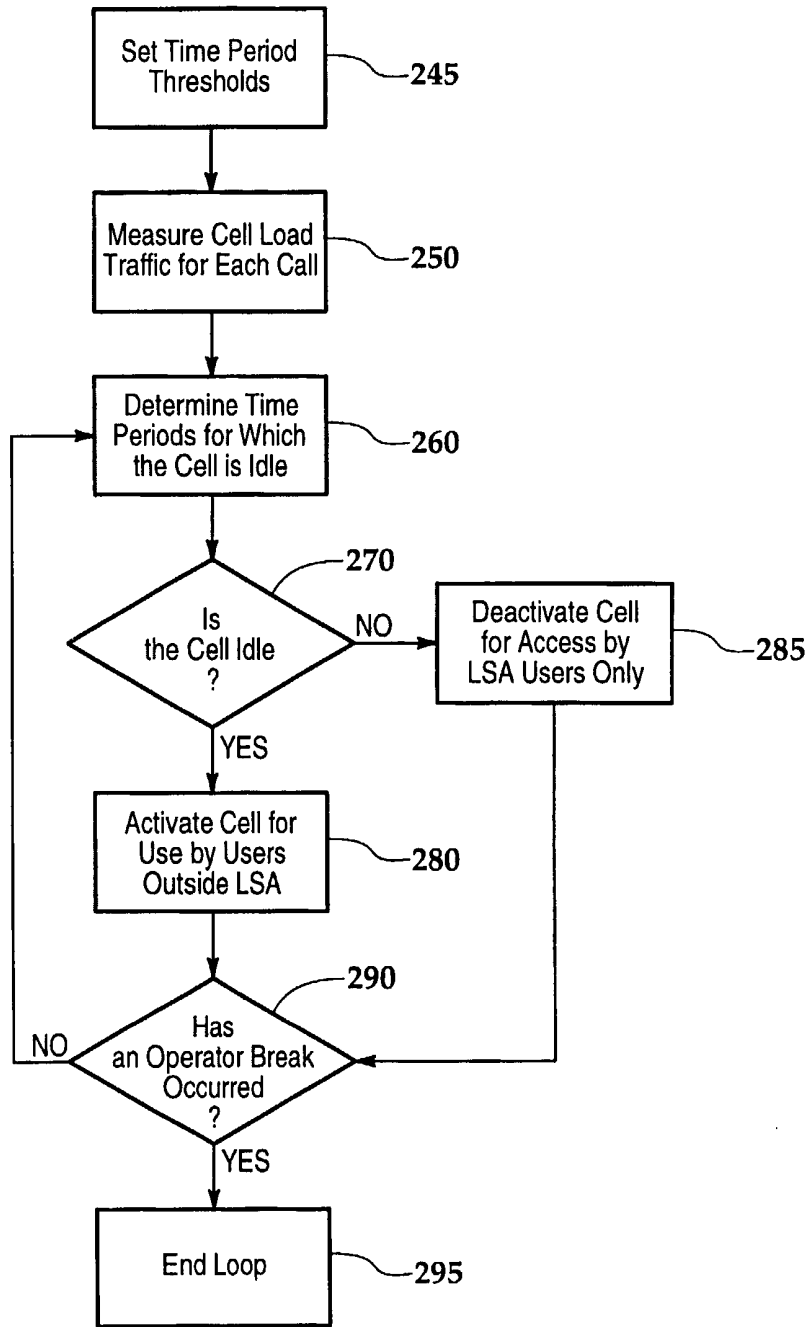 Set Time Period
Thresholds
245
Measure Cell Load
Traffic for Each Call
250
Determine Time
Periods for Which
the Cell is Idle
260
270
Is
the Cell Idle
?
NO
Deactivate Cell
for Access by
LSA Users Only
285
YES
Activate Cell for
Use by Users
Outside LSA
280
290
Has
an Operator Break
Occurred
?
NO
YES
End Loop
295